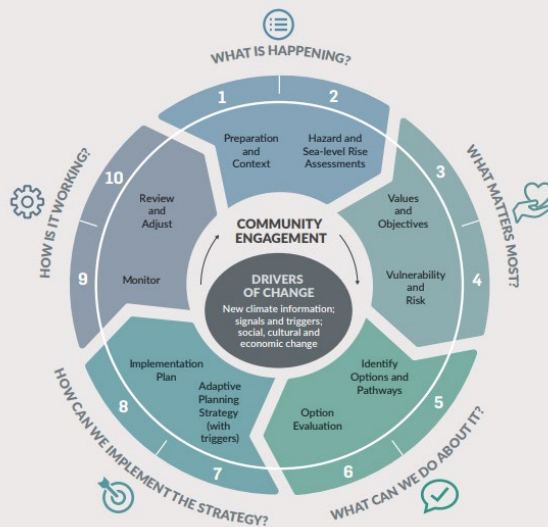 WHAT IS HAPPENING?
1
Preparation
and
Context
2
Hazard and
Sea-level Rise
Assessments
WHAT MATTERS MOST?
3
Values
and
Objectives
4
Vulnerability
and
Risk
WHAT CAN WE DO ABOUT IT?
5
Identify
Options and
Pathways
6
Option
Evaluation
HOW CAN WE IMPLEMENT THE STRATEGY?
7
Adaptive
Planning
Strategy
(with
triggers)
8
Implementation
Plan
HOW IS IT WORKING?
9
Monitor
10
Review
and
Adjust
COMMUNITY
ENGAGEMENT
DRIVERS
OF CHANGE
New climate information;
signals and triggers;
social, cultural and
economic change